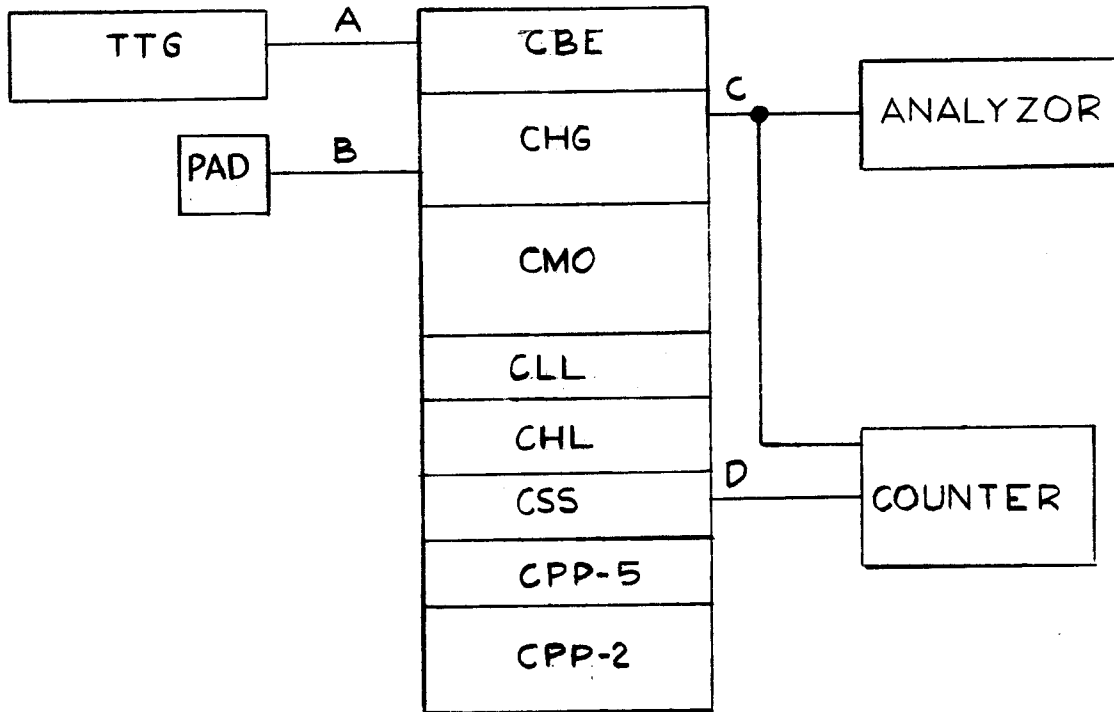 TTG
A
CBE
C
ANALYZOR
PAD
B
CHG
CMO
CLL
CHL
CSS
D
COUNTER
CPP-5
CPP-2